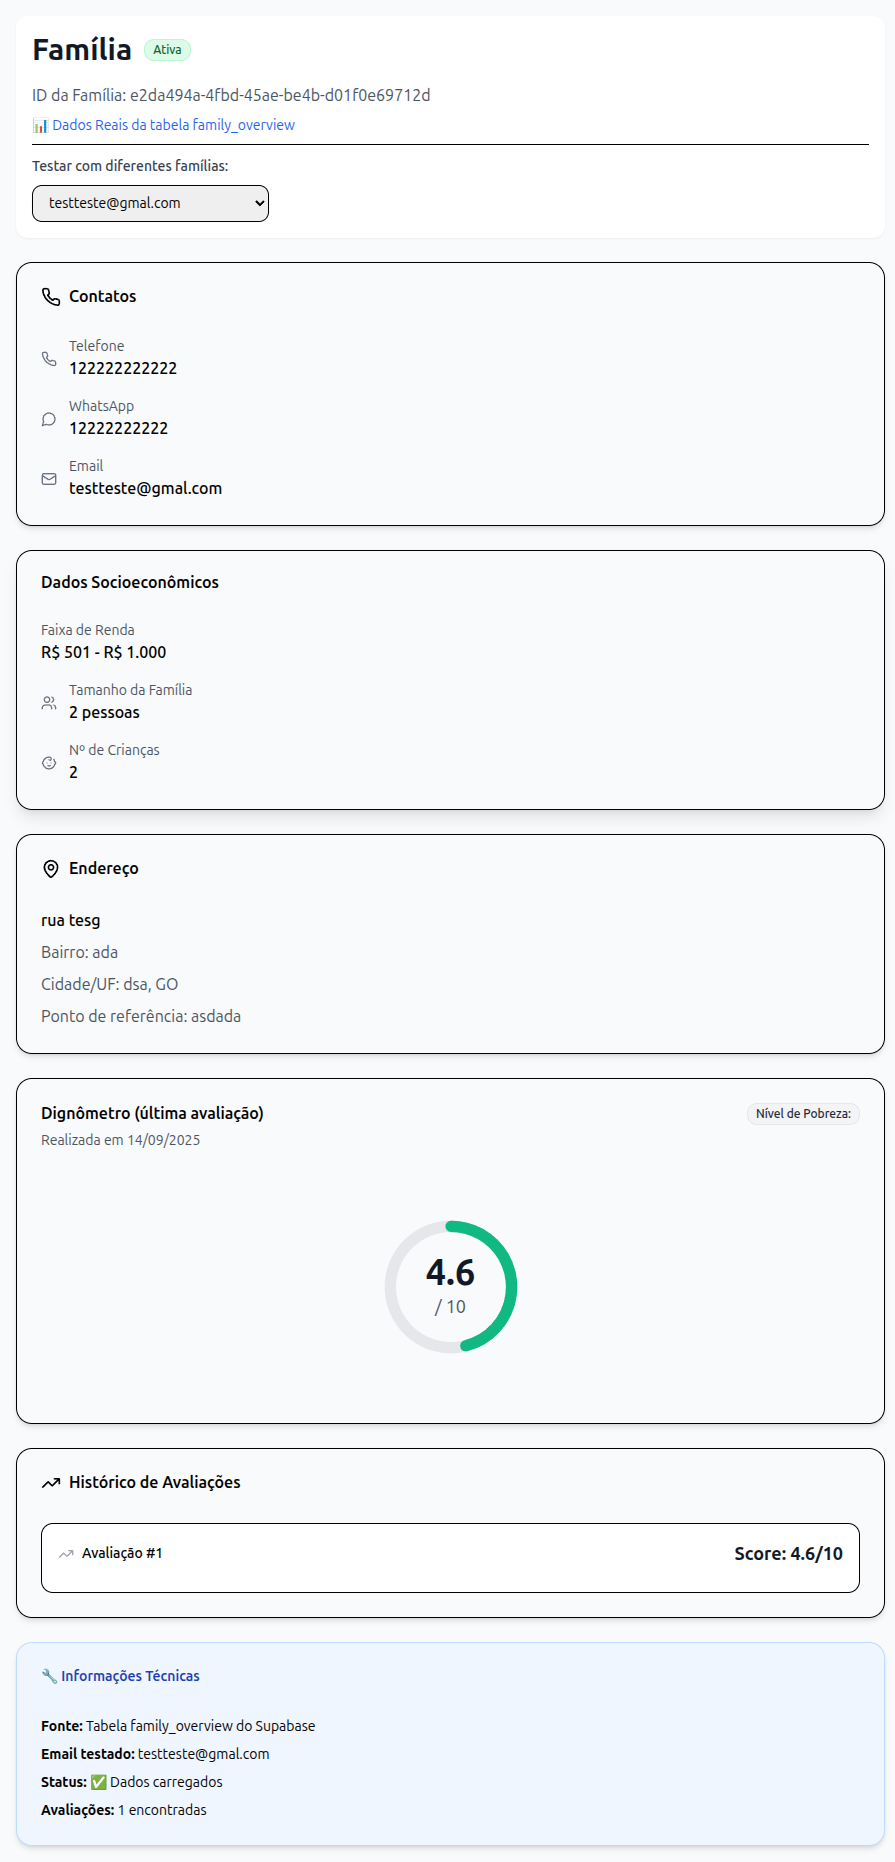 Família Ativa
ID da Família: e2da494a-4fbd-45ae-be4b-d01f0e69712d
📊 Dados Reais da tabela family_overview
Testar com diferentes famílias:
testteste@gmal.com
Contatos
Telefone
122222222222
WhatsApp
12222222222
Email
testteste@gmal.com
Dados Socioeconômicos
Faixa de Renda
R$ 501 - R$ 1.000
Tamanho da Família
2 pessoas
Nº de Crianças
2
Endereço
rua tesg
Bairro: ada
Cidade/UF: dsa, GO
Ponto de referência: asdada
Dignômetro (última avaliação) Nível de Pobreza:
Realizada em 14/09/2025
4.6
/ 10
Histórico de Avaliações
Avaliação #1 Score: 4.6/10
🔧 Informações Técnicas
Fonte: Tabela family_overview do Supabase
Email testado: testteste@gmal.com
Status: ✅ Dados carregados
Avaliações: 1 encontradas